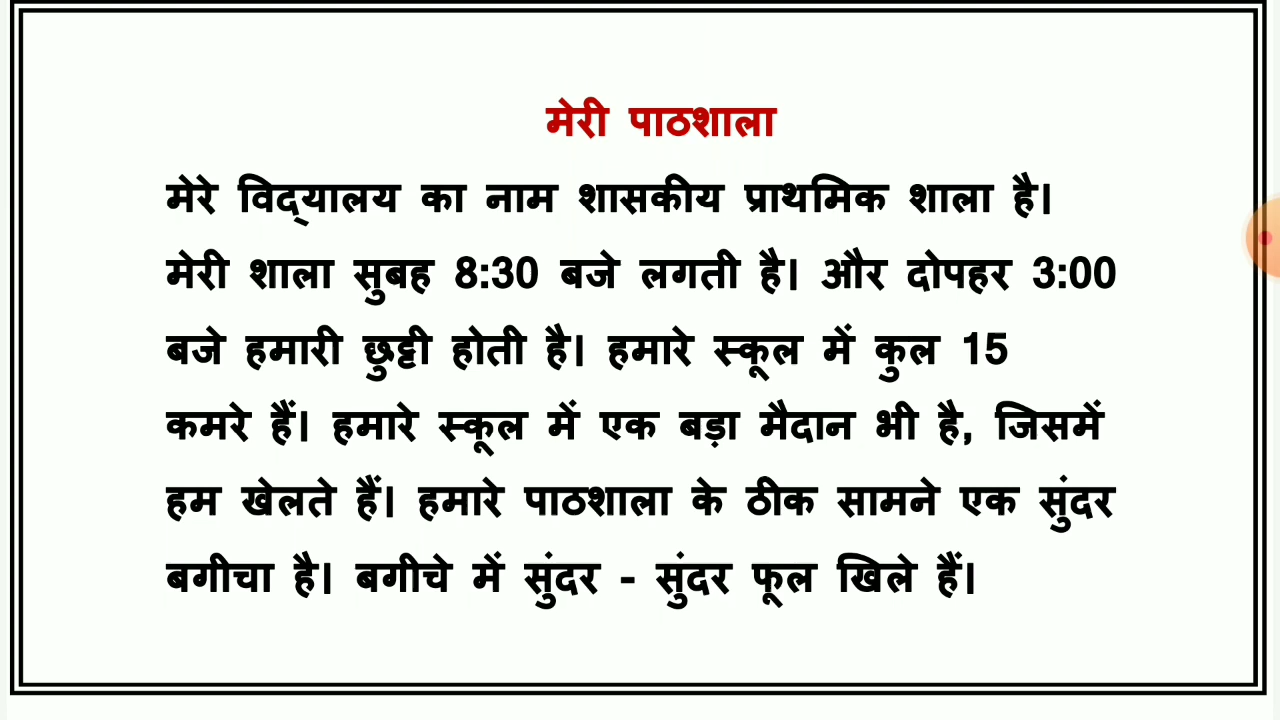 मेरी पाठशाला
मेरे विद्‌यालय का नाम शासकीय प्राथमिक शाला है।
मेरी शाला सुबह 8:30 बजे लगती है। और दोपहर 3:00
बजे हमारी छुट्टी होती है। हमारे स्कूल में कुल 15
कमरे हैं। हमारे स्कूल में एक बड़ा मैदान भी है, जिसमें
हम खेलते हैं। हमारे पाठशाला के ठीक सामने एक सुंदर
बगीचा है। बगीचे में सुंदर - सुंदर फूल खिले हैं।